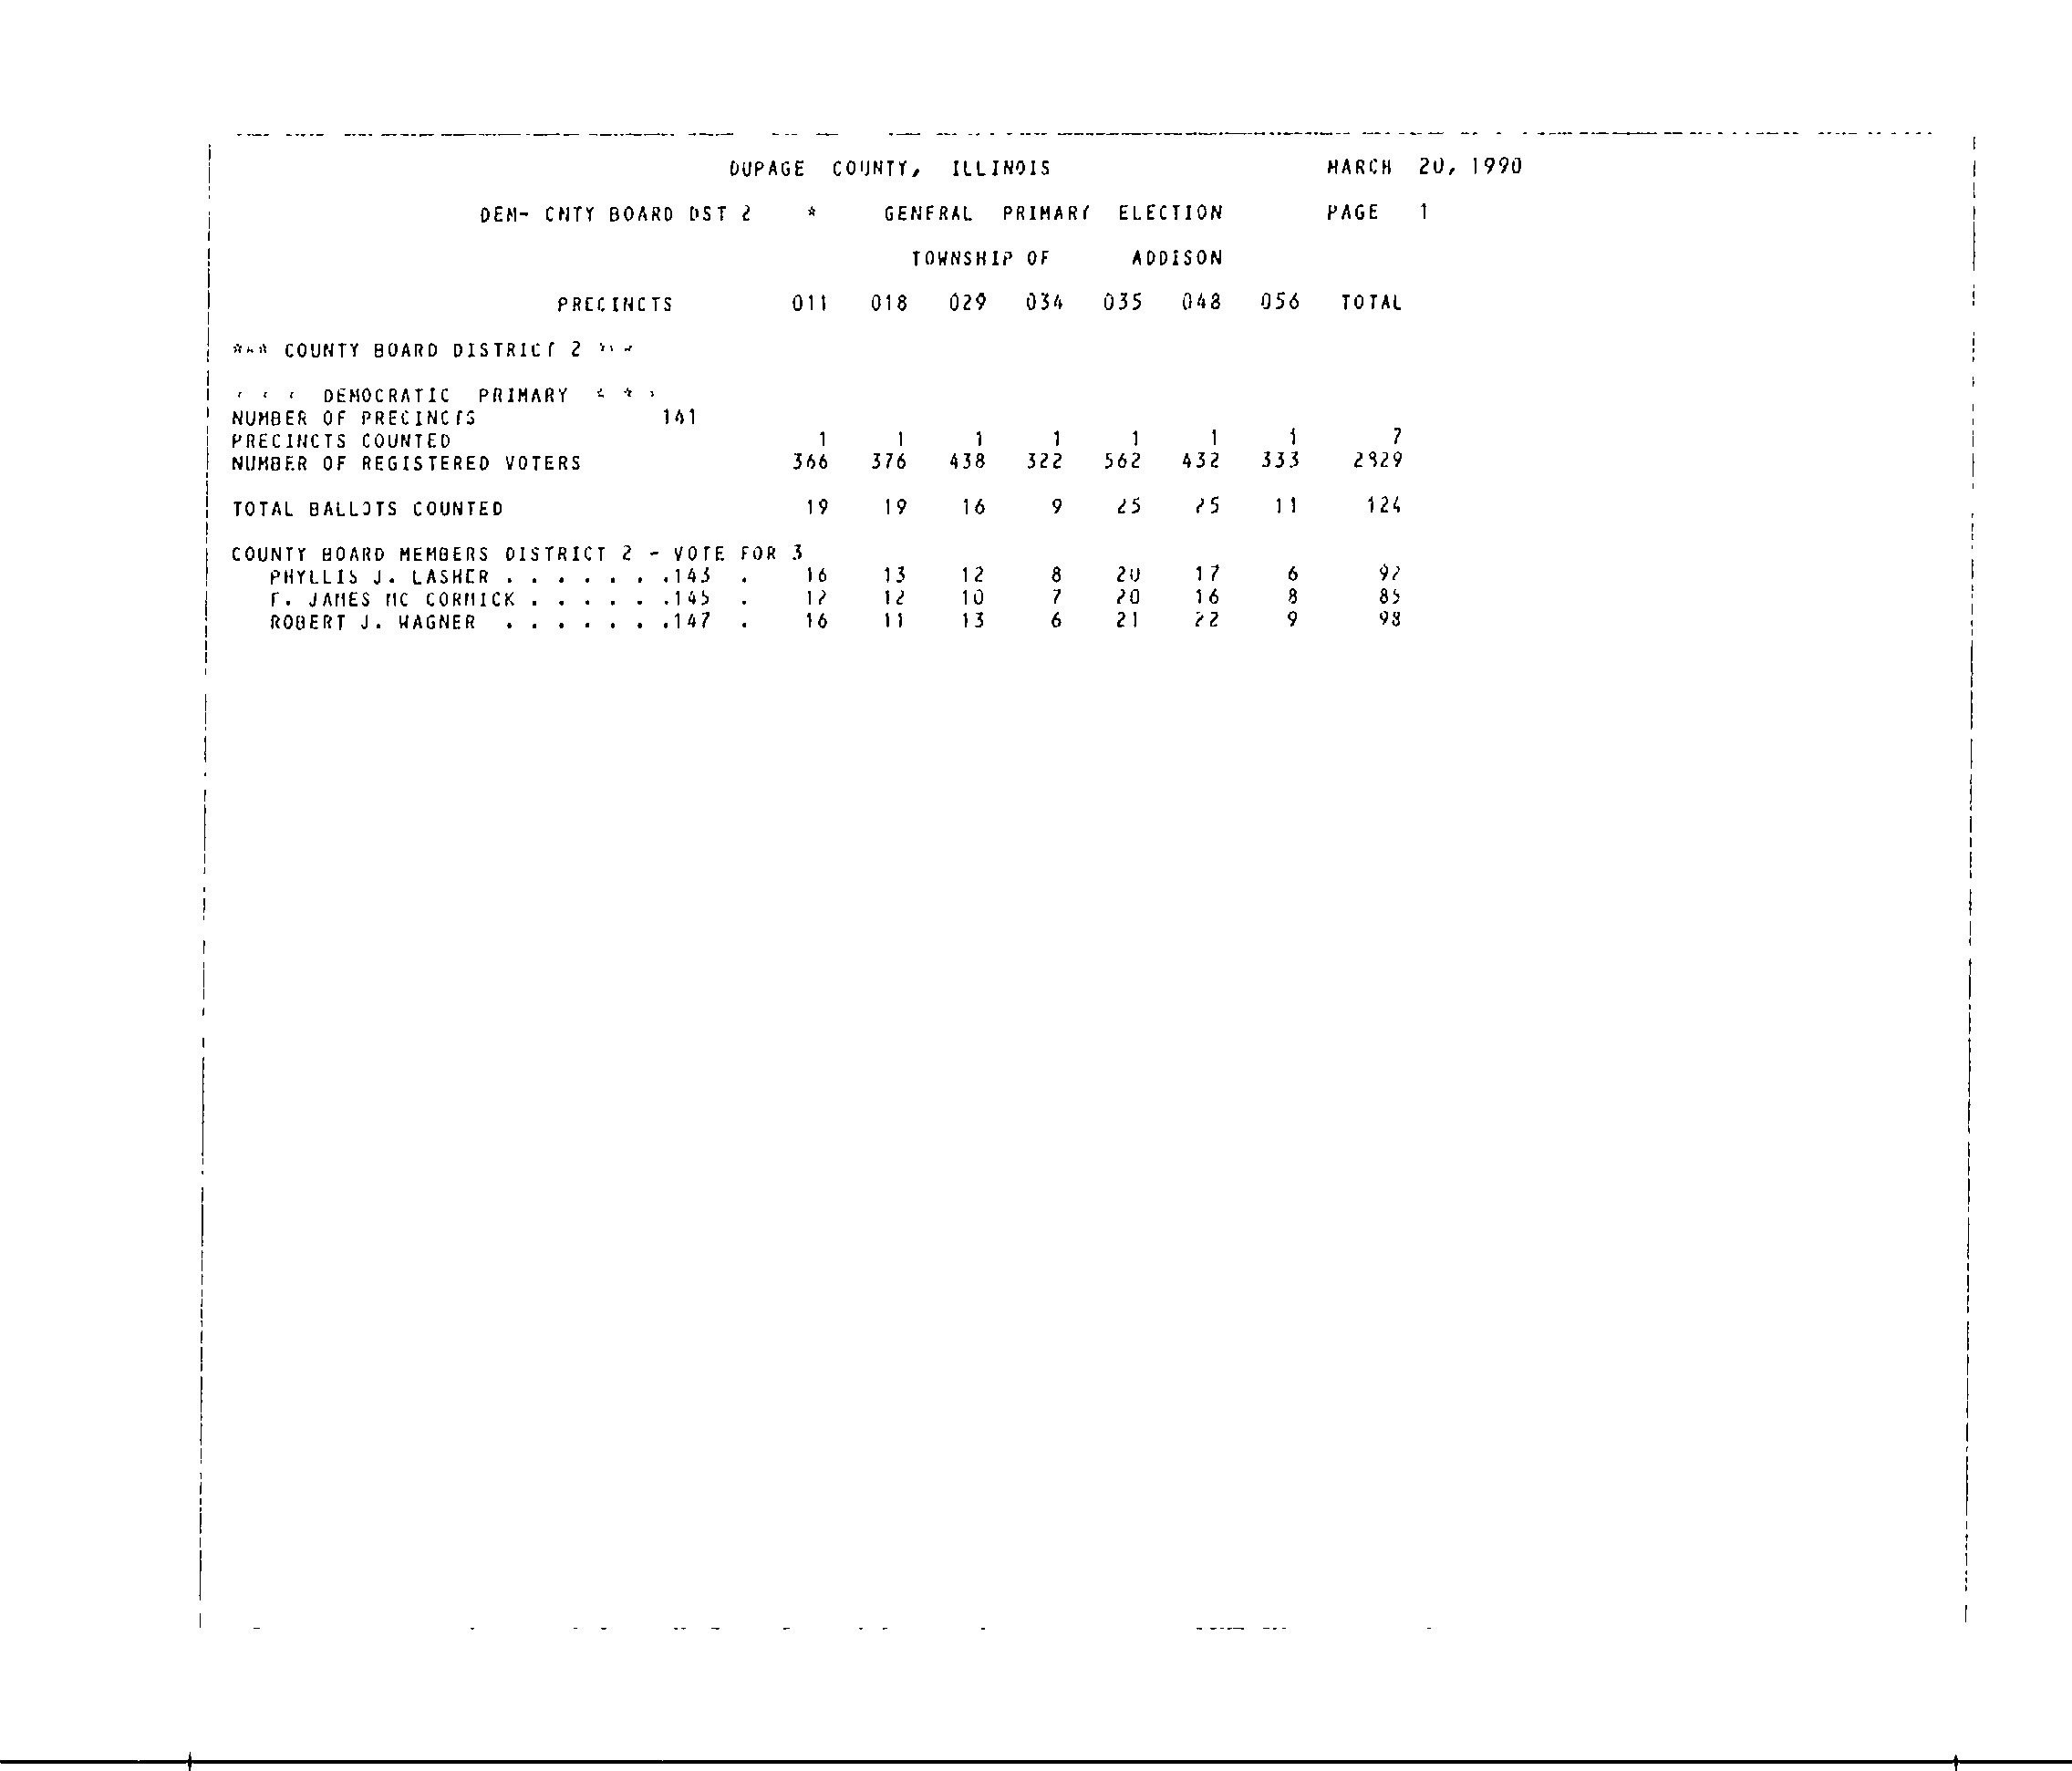 DUPAGE COUNTY, ILLINOIS MARCH 20, 1990
DEM- CNTY BOARD DST 2 * GENERAL PRIMARY ELECTION PAGE 1
TOWNSHIP OF ADDISON
PRECINCTS 011 018 029 034 035 048 056 TOTAL
*** COUNTY BOARD DISTRICT 2 ***
* * * DEMOCRATIC PRIMARY * * *
NUMBER OF PRECINCTS 141
PRECINCTS COUNTED 1 1 1 1 1 1 1 7
NUMBER OF REGISTERED VOTERS 366 376 438 322 562 432 333 2829
TOTAL BALLOTS COUNTED 19 19 16 9 25 25 11 124
COUNTY BOARD MEMBERS DISTRICT 2 - VOTE FOR 3
PHYLLIS J. LASHER . . . . . . .143 . 16 13 12 8 20 17 6 92
F. JAMES MC CORMICK . . . . . .145 . 12 12 10 7 20 16 8 85
ROBERT J. WAGNER . . . . . . .147 . 16 11 13 6 21 22 9 98